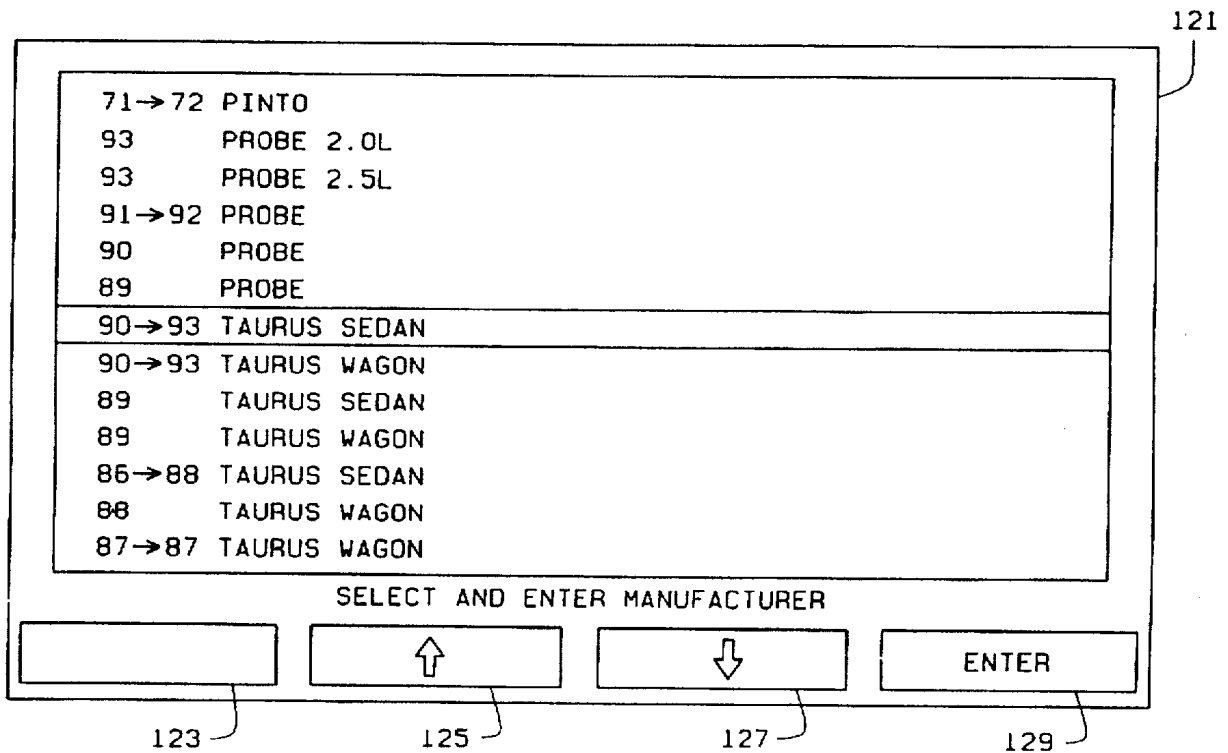 121
71→72 PINTO
93 PROBE 2.0L
93 PROBE 2.5L
91→92 PROBE
90 PROBE
89 PROBE
90→93 TAURUS SEDAN
90→93 TAURUS WAGON
89 TAURUS SEDAN
89 TAURUS WAGON
86→88 TAURUS SEDAN
88 TAURUS WAGON
87→87 TAURUS WAGON
SELECT AND ENTER MANUFACTURER
⇧ ⇩ ENTER
123 125 127 129